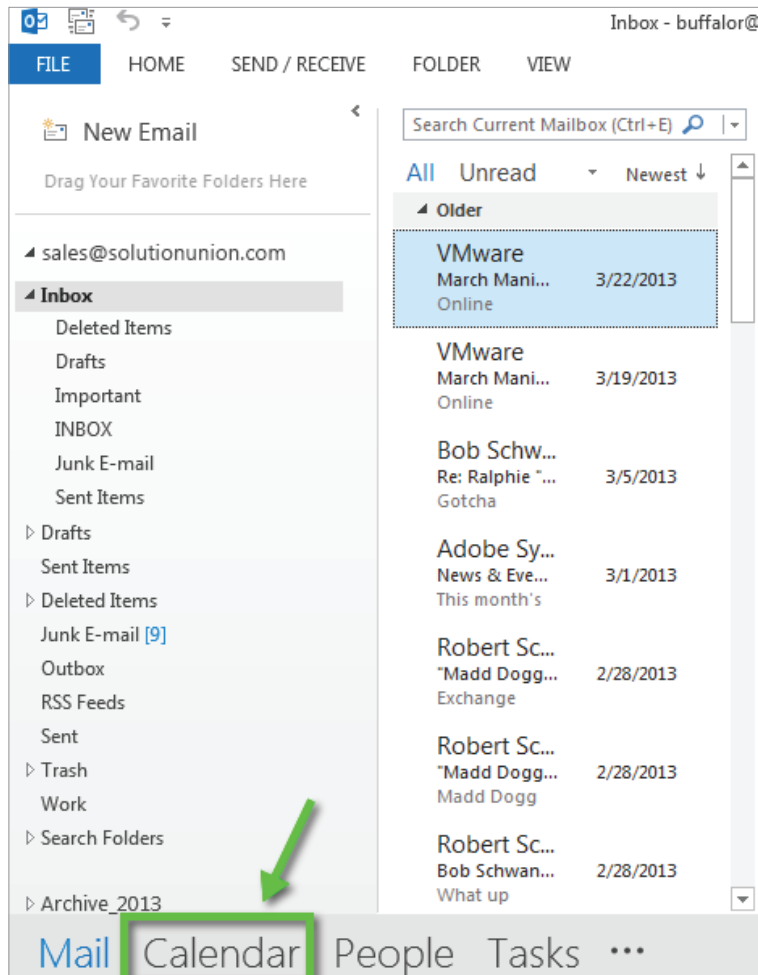 Inbox - buffalor@
FILE HOME SEND / RECEIVE FOLDER VIEW
New Email
Drag Your Favorite Folders Here
sales@solutionunion.com
Inbox
Deleted Items
Drafts
Important
INBOX
Junk E-mail
Sent Items
Drafts
Sent Items
Deleted Items
Junk E-mail [9]
Outbox
RSS Feeds
Sent
Trash
Work
Search Folders
Archive_2013
Search Current Mailbox (Ctrl+E)
All Unread Newest
Older
VMware
March Mani... 3/22/2013
Online
VMware
March Mani... 3/19/2013
Online
Bob Schw...
Re: Ralphie "... 3/5/2013
Gotcha
Adobe Sy...
News & Eve... 3/1/2013
This month's
Robert Sc...
"Madd Dogg... 2/28/2013
Exchange
Robert Sc...
"Madd Dogg... 2/28/2013
Madd Dogg
Robert Sc...
Bob Schwan... 2/28/2013
What up
Mail Calendar People Tasks •••